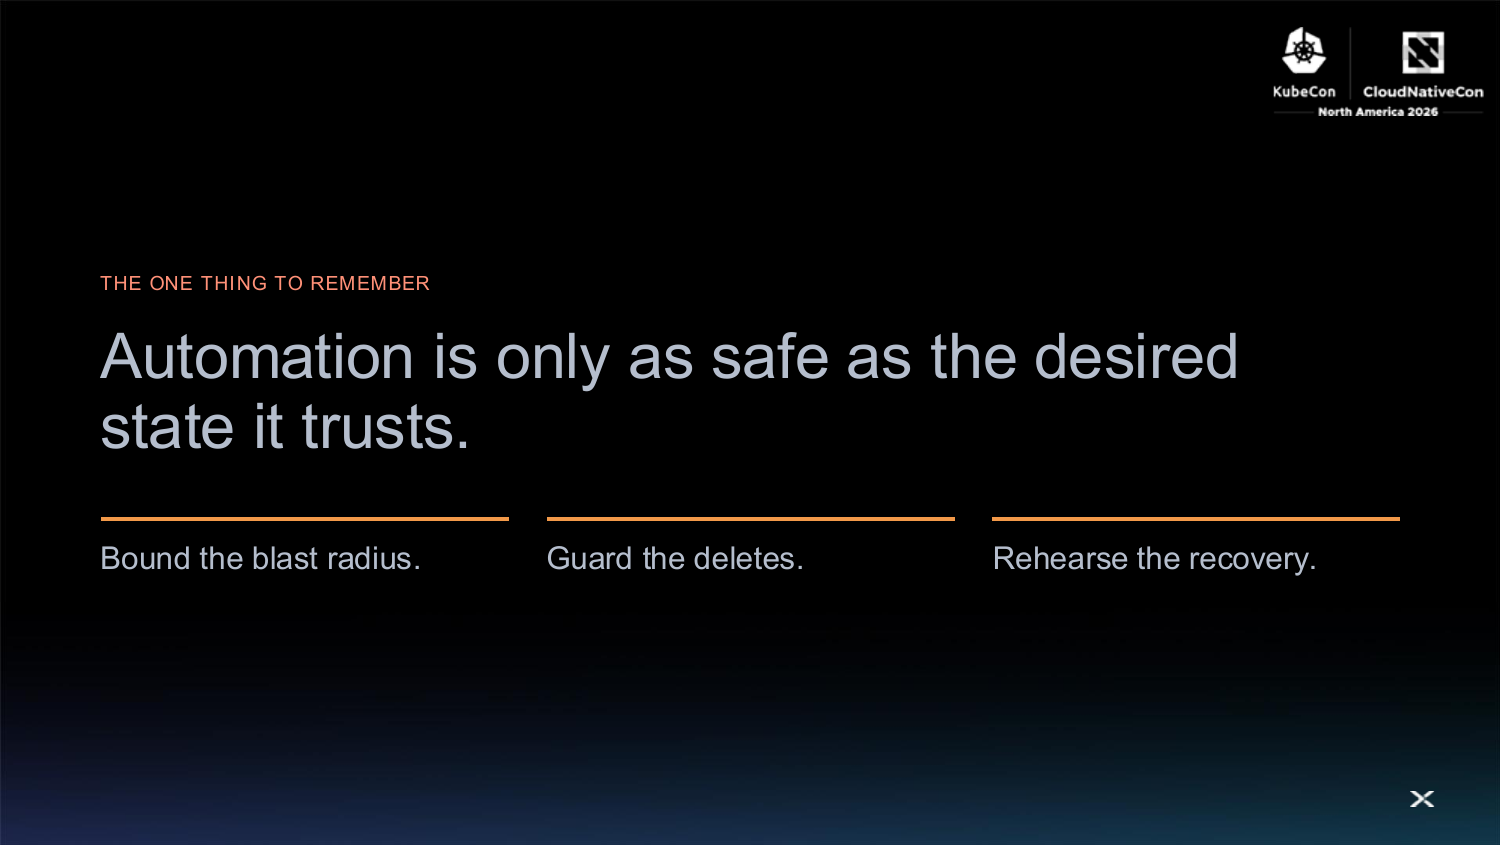 KubeCon
CloudNativeCon
North America 2026
THE ONE THING TO REMEMBER
Automation is only as safe as the desired
state it trusts.
Bound the blast radius.
Guard the deletes.
Rehearse the recovery.